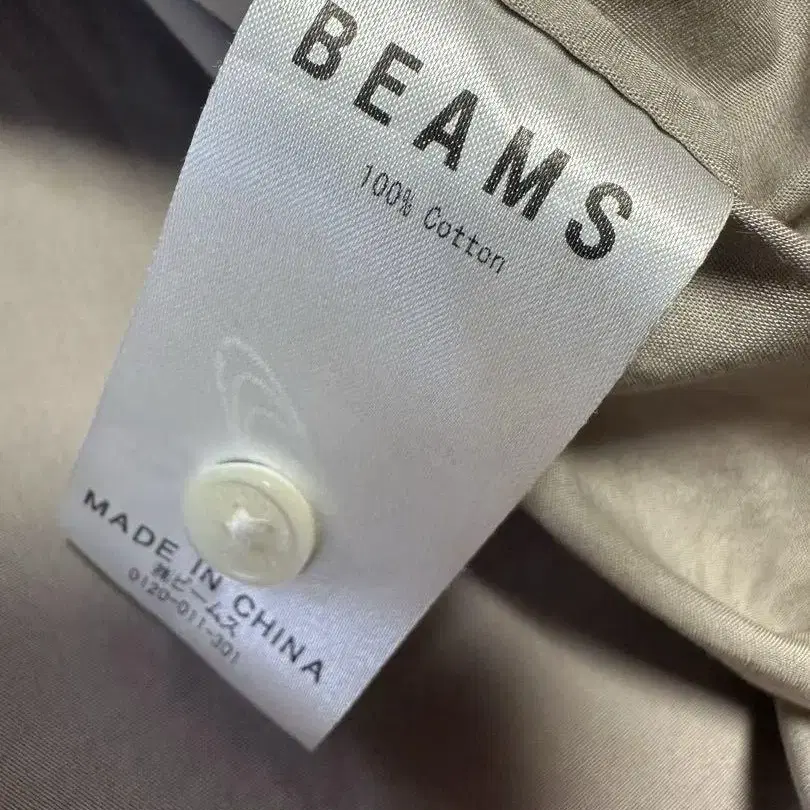 BEAMS
100% Cotton
MADE IN CHINA
㈱ビームス
0120-011-301